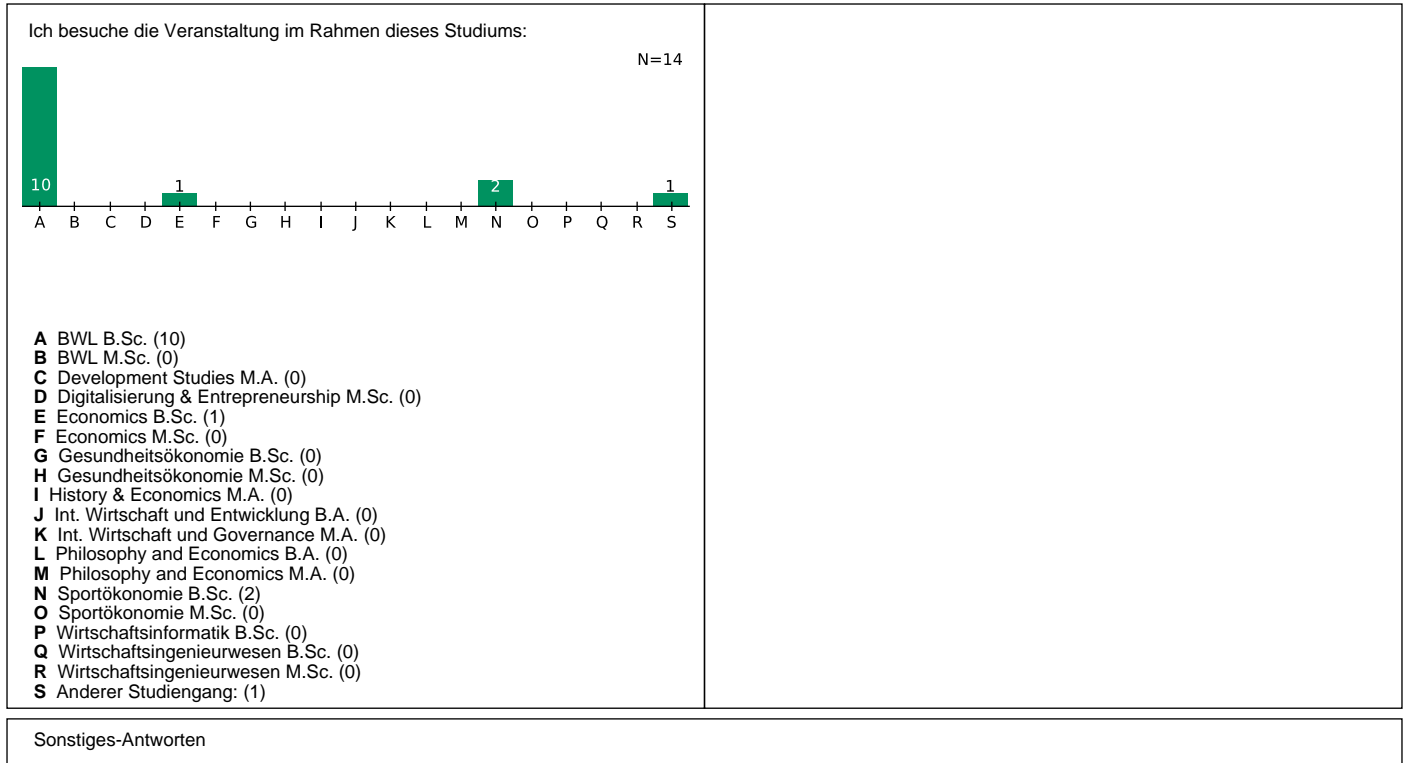 Ich besuche die Veranstaltung im Rahmen dieses Studiums:
N=14
10 1 2 1
A B C D E F G H I J K L M N O P Q R S
A BWL B.Sc. (10)
B BWL M.Sc. (0)
C Development Studies M.A. (0)
D Digitalisierung & Entrepreneurship M.Sc. (0)
E Economics B.Sc. (1)
F Economics M.Sc. (0)
G Gesundheitsökonomie B.Sc. (0)
H Gesundheitsökonomie M.Sc. (0)
I History & Economics M.A. (0)
J Int. Wirtschaft und Entwicklung B.A. (0)
K Int. Wirtschaft und Governance M.A. (0)
L Philosophy and Economics B.A. (0)
M Philosophy and Economics M.A. (0)
N Sportökonomie B.Sc. (2)
O Sportökonomie M.Sc. (0)
P Wirtschaftsinformatik B.Sc. (0)
Q Wirtschaftsingenieurwesen B.Sc. (0)
R Wirtschaftsingenieurwesen M.Sc. (0)
S Anderer Studiengang: (1)
Sonstiges-Antworten